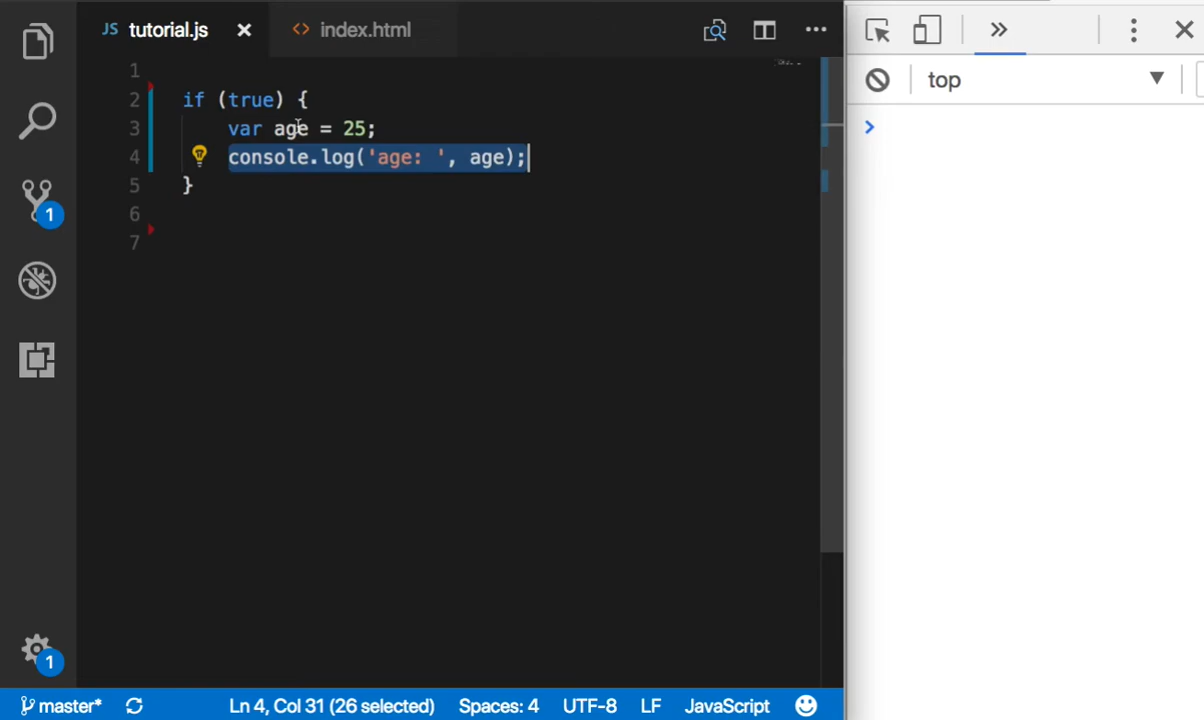 JS tutorial.js index.html
top
1
2 if (true) {
3 var age = 25;
4 console.log('age: ', age);
5 }
6
7
1
1
master* Ln 4, Col 31 (26 selected) Spaces: 4 UTF-8 LF JavaScript